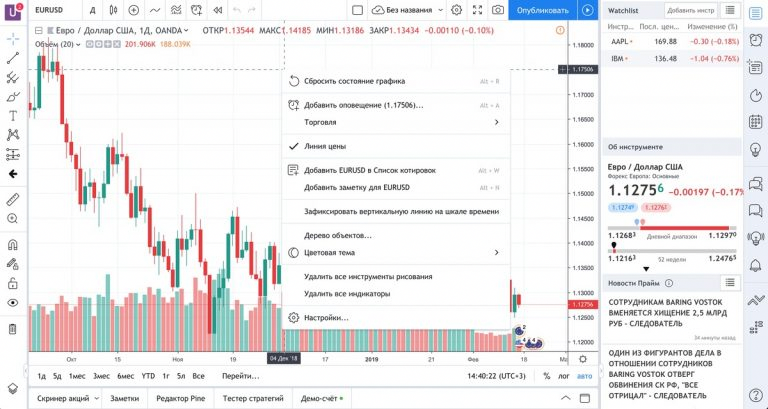 U
2
EURUSD
Д
Без названия
Опубликовать
Евро / Доллар США, 1Д, OANDA
ОТКР1.13544 МАКС1.14185 МИН1.13186 ЗАКР1.13434 -0.00110 (-0.10%)
Объём (20) 201.906K 188.039K
Сбросить состояние графика Alt + R
Добавить оповещение (1.17506)... Alt + A
Торговля
Линия цены
Добавить EURUSD в Список котировок Alt + W
Добавить заметку для EURUSD Alt + N
Зафиксировать вертикальную линию на шкале времени
Дерево объектов...
Цветовая тема
Удалить все инструменты рисования
Удалить все индикаторы
Настройки...
1.18000
1.17506
1.17000
1.16500
1.16000
1.15500
1.15000
1.14500
1.14000
1.13500
1.13000
1.12756
1.12500
1.12000
2
4
4
Окт 15 Ноя 19 04 Дек '18 17 2019 Фев 18
1д 5д 1мес 3мес 6мес YTD 1г 5л Все Перейти...
14:40:22 (UTC+3) % лог авто
Скринер акций Заметки Редактор Pine Тестер стратегий Демо-счёт
Watchlist Добавить инстр
Инстр... Посл. цен... Изменения (%)
AAPL 169.88 -0.30 (-0.18%)
IBM 136.48 -1.04 (-0.76%)
Об инструменте
Евро / Доллар США
Форекс Европа: Основные
1.12756 -0.00197 (-0.17%
1.12749 1.12761
1.12683 Дневной диапазон 1.12970
1.12163 52 недели 1.24765
Новости Прайм
СОТРУДНИКАМ BARING VOSTOK
ВМЕНЯЕТСЯ ХИЩЕНИЕ 2,5 МЛРД
РУБ - СЛЕДОВАТЕЛЬ
34 минуты назад
ОДИН ИЗ ФИГУРАНТОВ ДЕЛА В
ОТНОШЕНИИ СОТРУДНИКОВ
BARING VOSTOK ОТВЕРГ
ОБВИНЕНИЯ СК РФ, "ВСЕ
ОТРИЦАЛ" - СЛЕДОВАТЕЛЬ